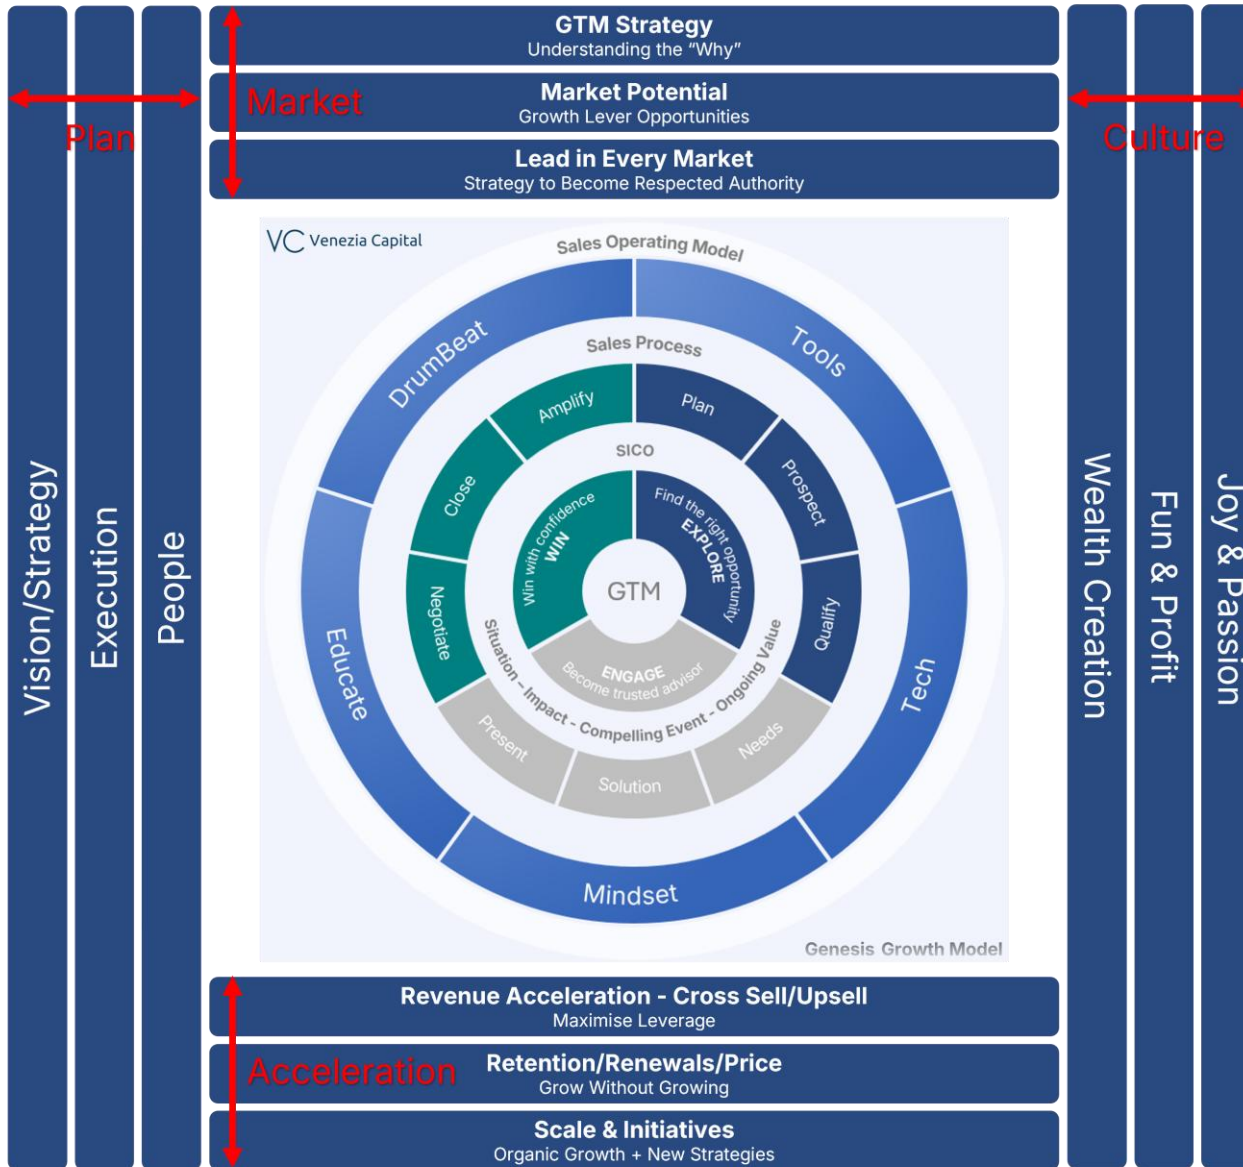 GTM Strategy
Understanding the “Why”
Market
Market Potential
Growth Lever Opportunities
Lead in Every Market
Strategy to Become Respected Authority
Plan
Vision/Strategy
Execution
People
Culture
Wealth Creation
Fun & Profit
Joy & Passion
VC Venezia Capital
Sales Operating Model
Tools
Tech
Mindset
Educate
DrumBeat
Sales Process
Plan
Prospect
Qualify
Needs
Solution
Present
Negotiate
Close
Amplify
SICO
Situation – Impact - Compelling Event - Ongoing Value
Find the right opportunity
EXPLORE
ENGAGE
Become trusted advisor
Win with confidence
WIN
GTM
Genesis Growth Model
Revenue Acceleration - Cross Sell/Upsell
Maximise Leverage
Acceleration
Retention/Renewals/Price
Grow Without Growing
Scale & Initiatives
Organic Growth + New Strategies